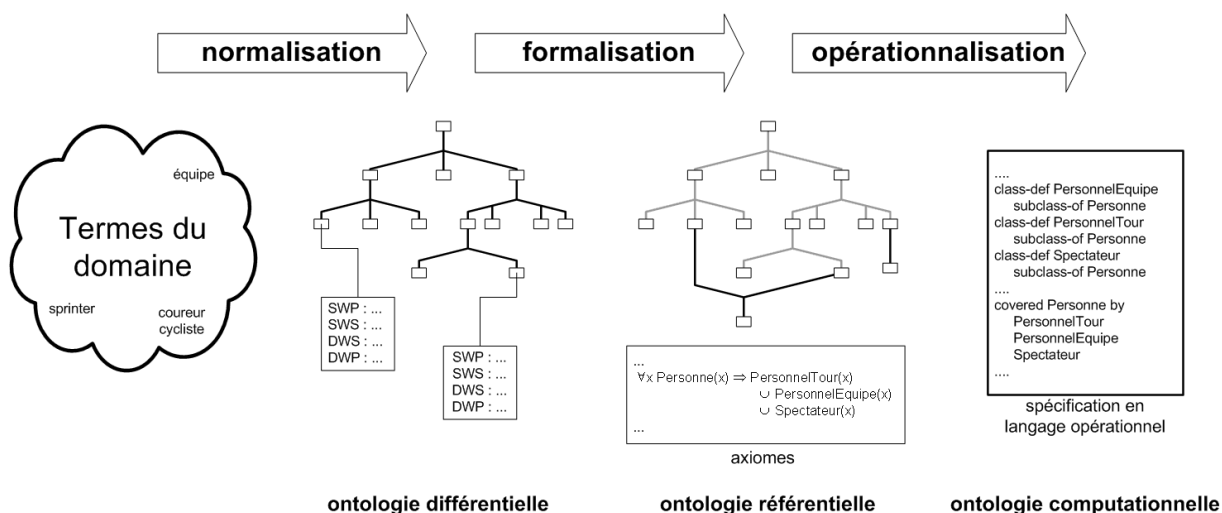 normalisation
formalisation
opérationnalisation
équipe
Termes du
domaine
sprinter
coureur
cycliste
SWP : ...
SWS : ...
DWS : ...
DWP : ...
SWP : ...
SWS : ...
DWS : ...
DWP : ...
ontologie différentielle
...
∀x Personne(x) ⇒ PersonnelTour(x)
∪ PersonnelEquipe(x)
∪ Spectateur(x)
...
axiomes
ontologie référentielle
....
class-def PersonnelEquipe
subclass-of Personne
class-def PersonnelTour
subclass-of Personne
class-def Spectateur
subclass-of Personne
....
covered Personne by
PersonnelTour
PersonnelEquipe
Spectateur
....
spécification en
langage opérationnel
ontologie computationnelle